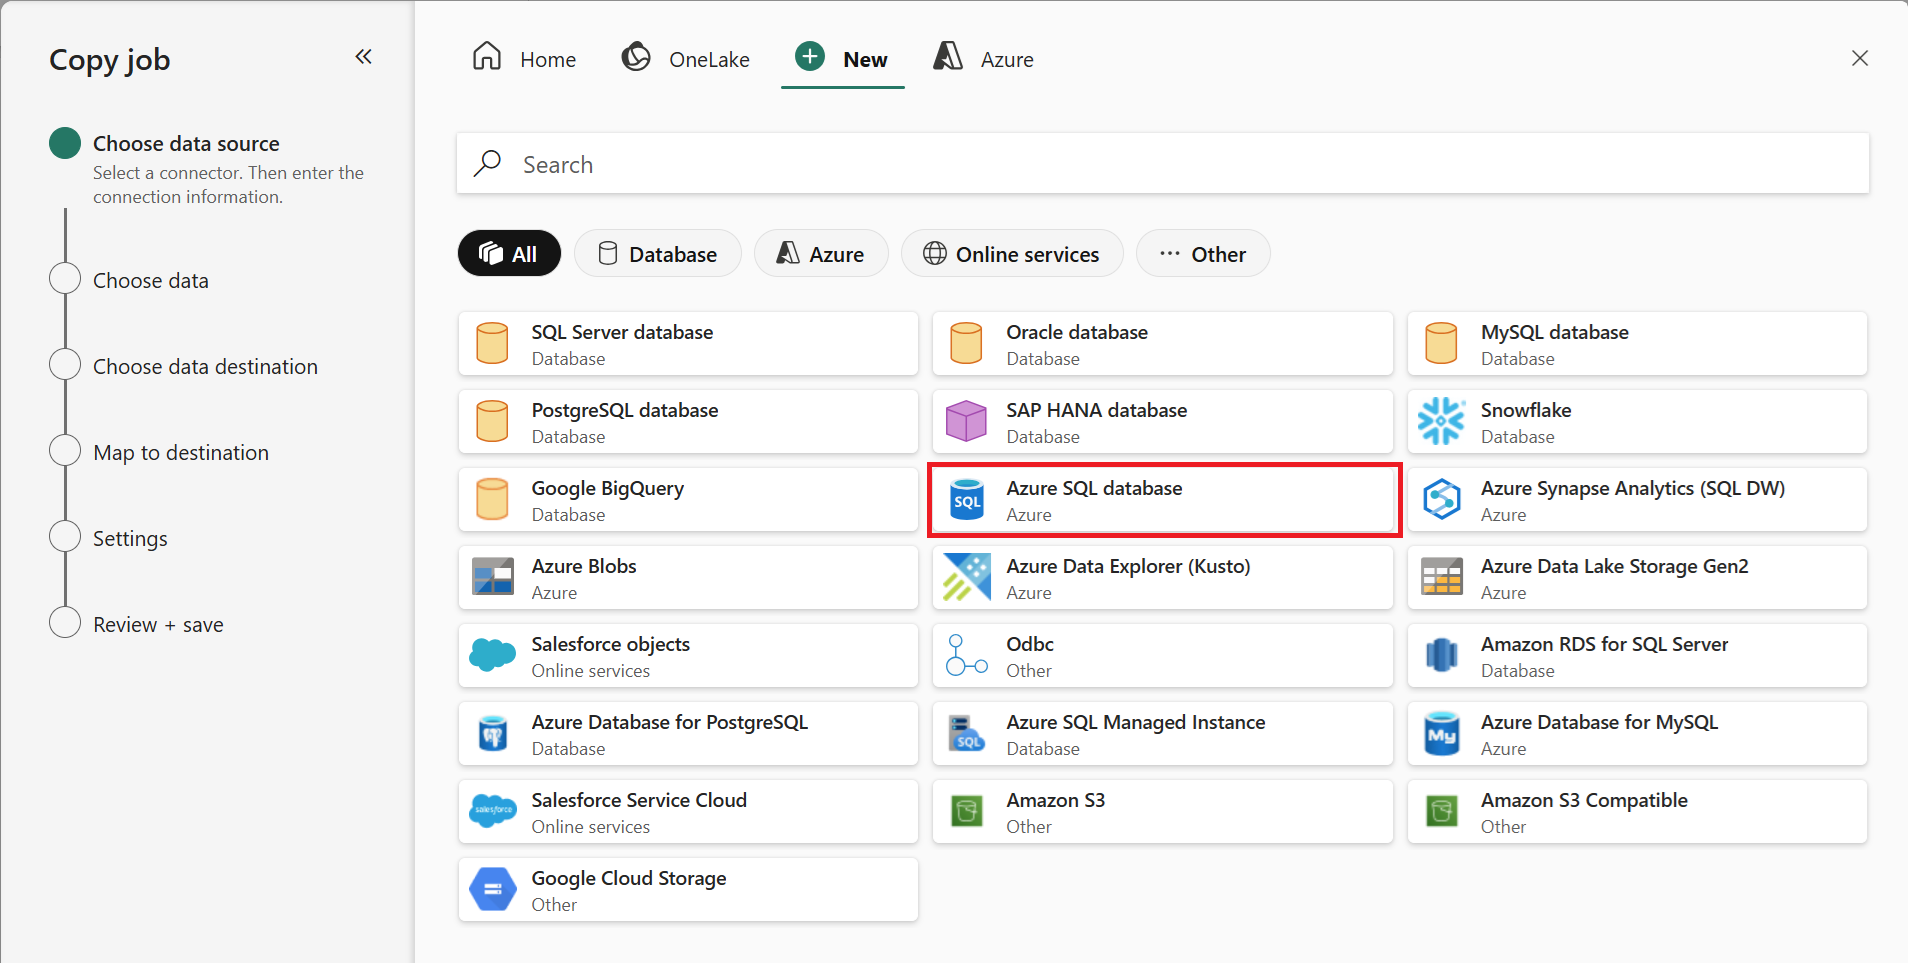 Copy job
Choose data source
Select a connector. Then enter the
connection information.
Choose data
Choose data destination
Map to destination
Settings
Review + save
Home
OneLake
New
Azure
Search
All
Database
Azure
Online services
Other
SQL Server database
Database
Oracle database
Database
MySQL database
Database
PostgreSQL database
Database
SAP HANA database
Database
Snowflake
Database
Google BigQuery
Database
SQL
Azure SQL database
Azure
Azure Synapse Analytics (SQL DW)
Azure
Azure Blobs
Azure
Azure Data Explorer (Kusto)
Azure
Azure Data Lake Storage Gen2
Azure
Salesforce objects
Online services
Odbc
Other
Amazon RDS for SQL Server
Database
Azure Database for PostgreSQL
Database
SQL
Azure SQL Managed Instance
Database
My
Azure Database for MySQL
Azure
salesforce
Salesforce Service Cloud
Online services
Amazon S3
Other
Amazon S3 Compatible
Other
Google Cloud Storage
Other